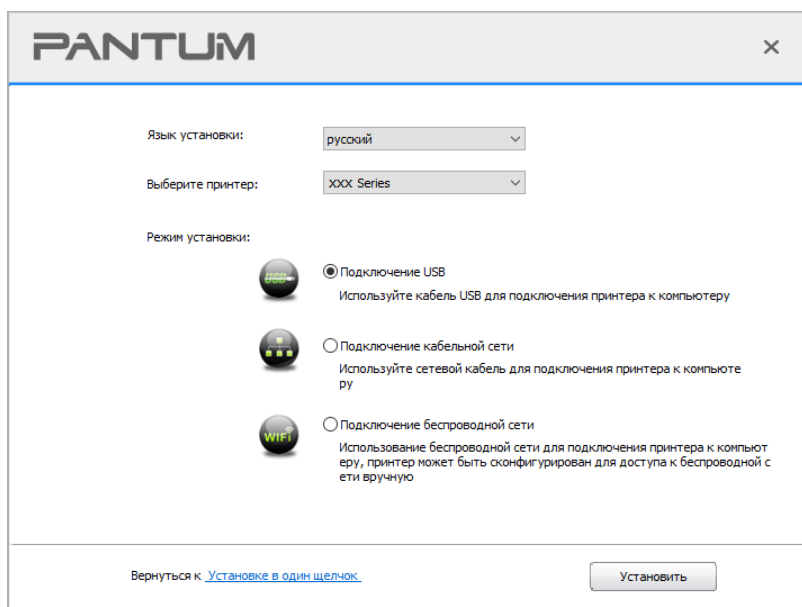 PANTUM
Язык установки:
русский
Выберите принтер:
XXX Series
Режим установки:
USB
Подключение USB
Используйте кабель USB для подключения принтера к компьютеру
Подключение кабельной сети
Используйте сетевой кабель для подключения принтера к компьюте
ру
WiFi
Подключение беспроводной сети
Использование беспроводной сети для подключения принтера к компьют
еру, принтер может быть сконфигурирован для доступа к беспроводной с
ети вручную
Вернуться к Установке в один щелчок
Установить